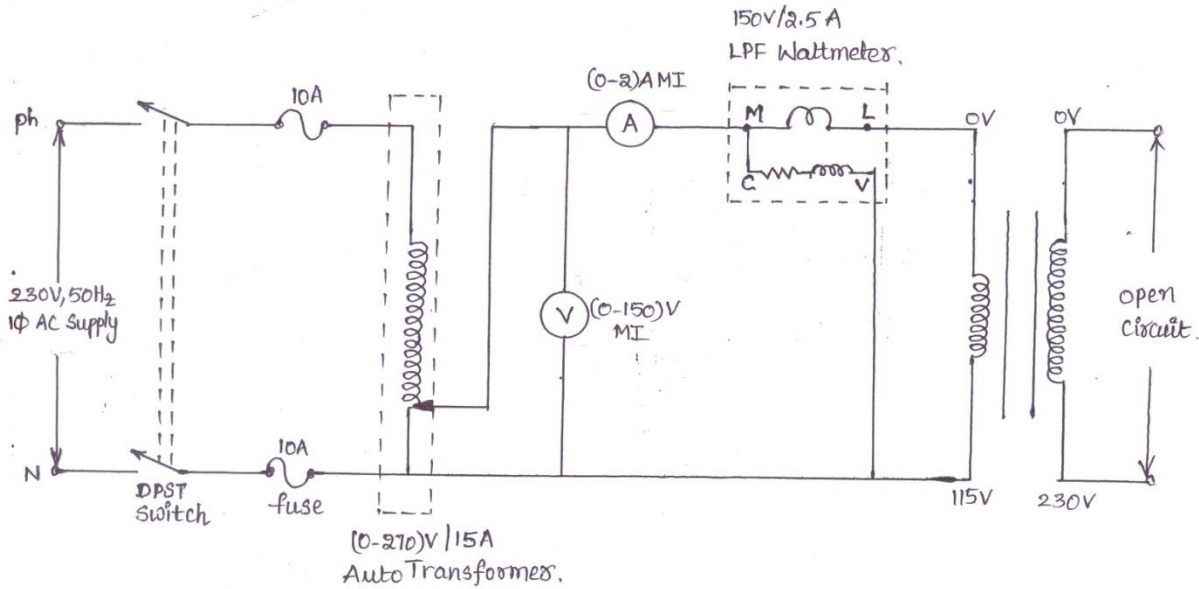 150V/2.5A
LPF Wattmeter.
(0-2)A MI
10A
ph
A
M
L
C
V
0V
0V
230V, 50Hz
1Φ AC Supply
V
(0-150)V
MI
open
Circuit.
N
10A
DPST
Switch
fuse
115V
230V
(0-270)V/15A
Auto Transformer.